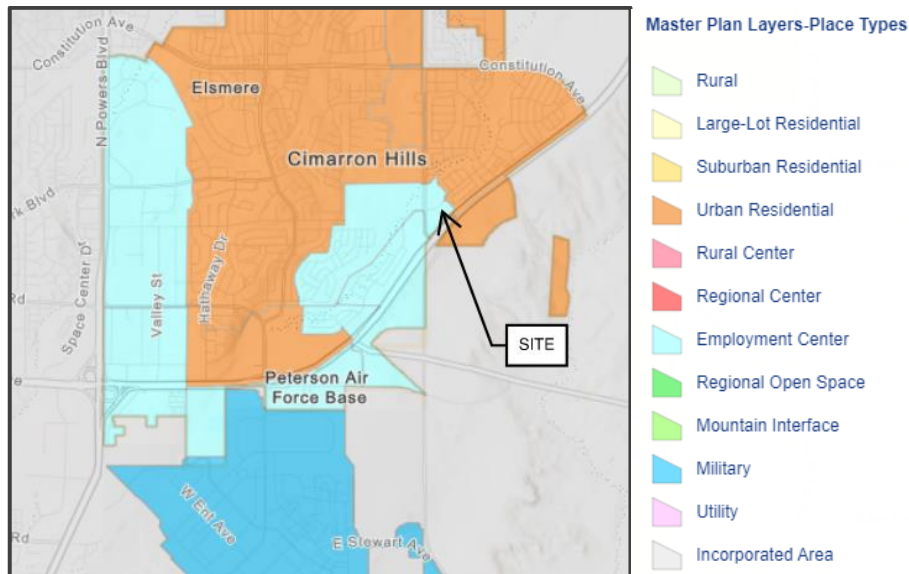 Constitution Ave
N Powers Blvd
Elsmere
Constitution Ave
Cimarron Hills
rk Blvd
Space Center Dr
Valley St
Hathaway Dr
Rd
SITE
Peterson Air
Force Base
W Ent Ave
E Stewart Ave
Rd
Master Plan Layers-Place Types
Rural
Large-Lot Residential
Suburban Residential
Urban Residential
Rural Center
Regional Center
Employment Center
Regional Open Space
Mountain Interface
Military
Utility
Incorporated Area